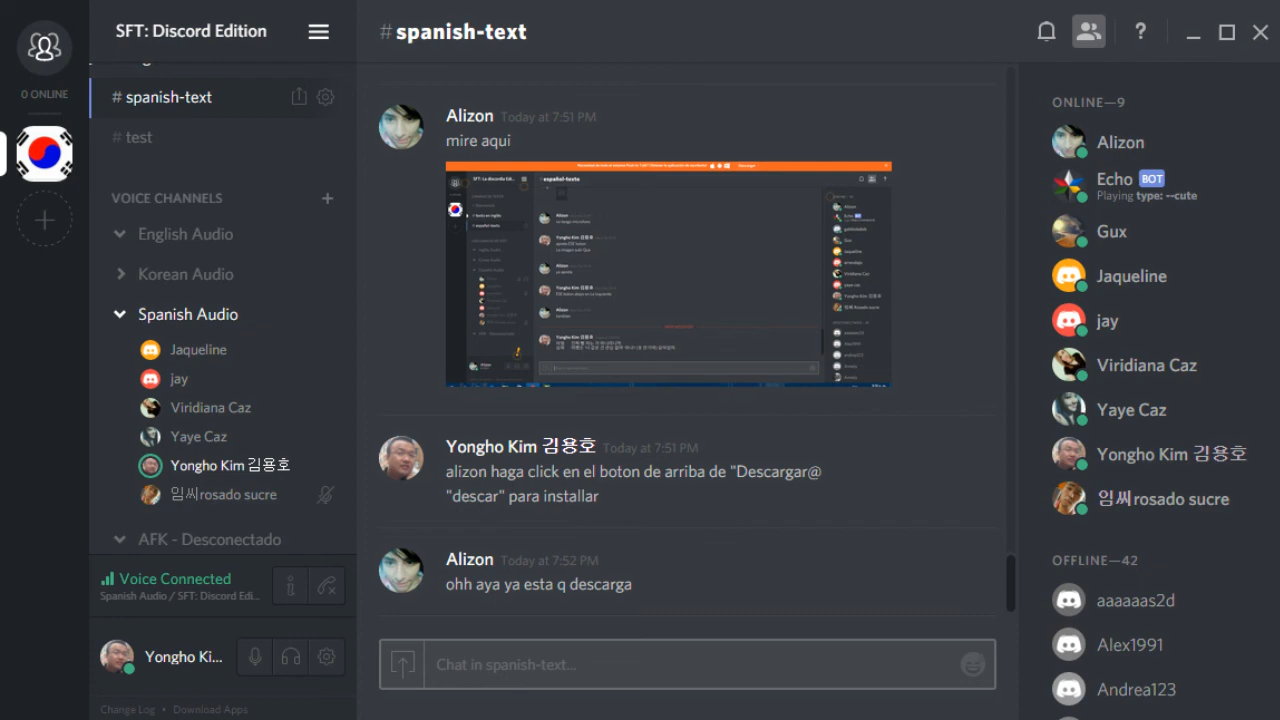 0 ONLINE
SFT: Discord Edition
# spanish-text
# test
VOICE CHANNELS
English Audio
Korean Audio
Spanish Audio
Jaqueline
jay
Viridiana Caz
Yaye Caz
Yongho Kim 김용호
임씨rosado sucre
AFK - Desconectado
Voice Connected
Spanish Audio / SFT: Discord Edi...
Yongho Ki...
Change Log • Download Apps
# spanish-text
Alizon Today at 7:51 PM
mire aqui
SFT: La discordia Edi...
# español-texto
Yongho Kim 김용호 Today at 7:51 PM
alizon haga click en el boton de arriba de "Descargar@
"descar" para installar
Alizon Today at 7:52 PM
ohh aya ya esta q descarga
Chat in spanish-text...
?
ONLINE—9
Alizon
Echo BOT
Playing type: --cute
Gux
Jaqueline
jay
Viridiana Caz
Yaye Caz
Yongho Kim 김용호
임씨rosado sucre
OFFLINE—42
aaaaaas2d
Alex1991
Andrea123